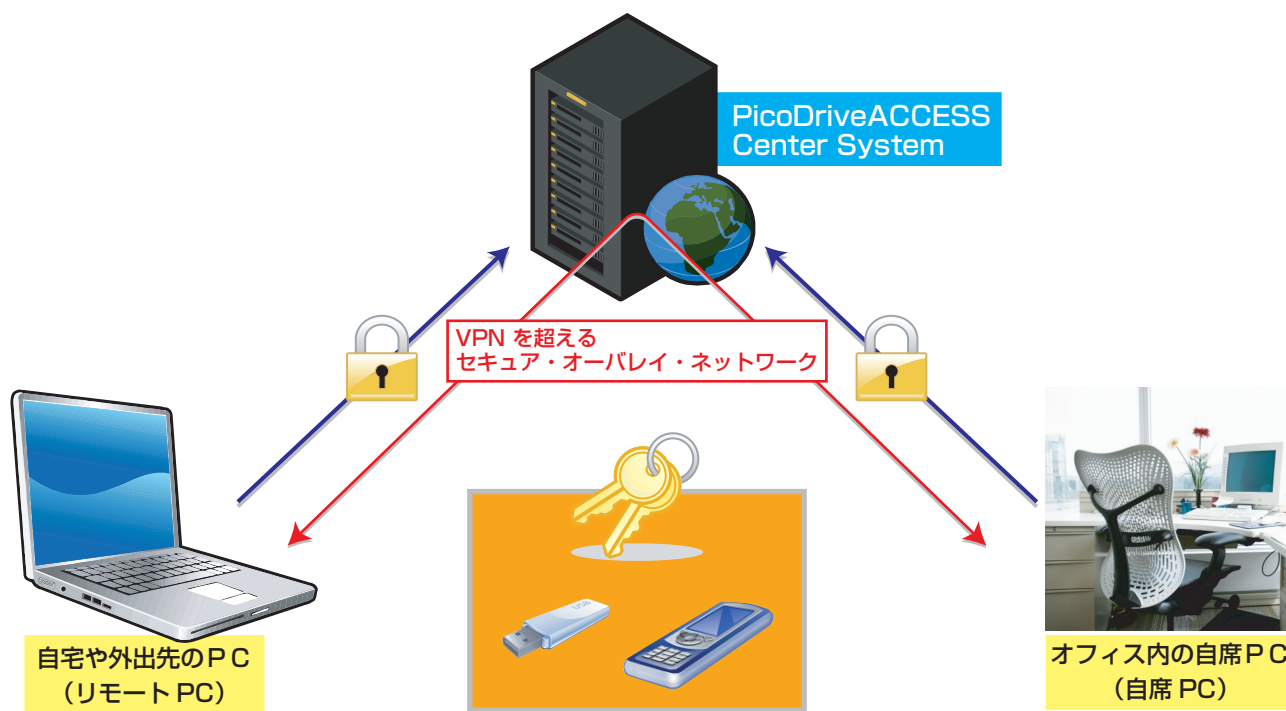 PicoDriveACCESS
Center System
VPN を超える
セキュア・オーバレイ・ネットワーク
USB
自宅や外出先のPC
（リモート PC）
オフィス内の自席PC
（自席 PC）